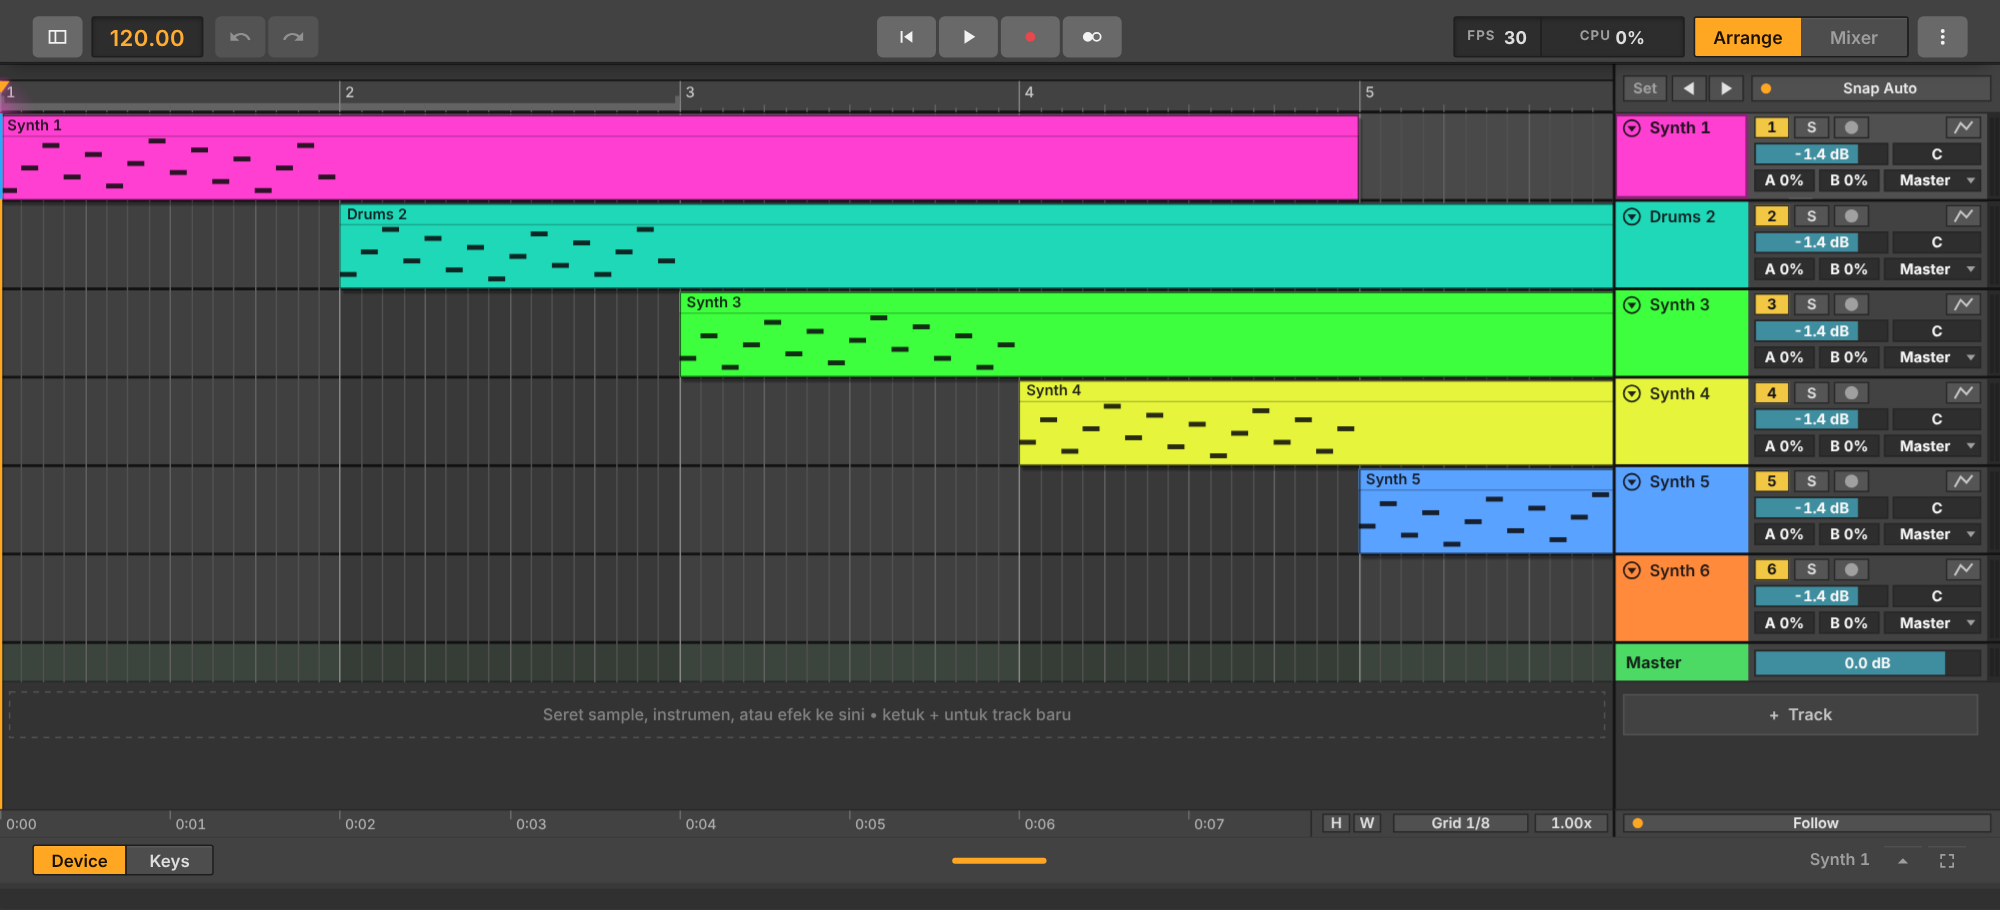 120.00
FPS 30 CPU 0% Arrange Mixer
1 2 3 4 5 Set Snap Auto
Synth 1
Synth 1 1 S
-1.4 dB C
A 0% B 0% Master
Drums 2
Drums 2 2 S
-1.4 dB C
A 0% B 0% Master
Synth 3
Synth 3 3 S
-1.4 dB C
A 0% B 0% Master
Synth 4
Synth 4 4 S
-1.4 dB C
A 0% B 0% Master
Synth 5
Synth 5 5 S
-1.4 dB C
A 0% B 0% Master
Synth 6 6 S
-1.4 dB C
A 0% B 0% Master
Master 0.0 dB
Seret sample, instrumen, atau efek ke sini • ketuk + untuk track baru
+ Track
0:00 0:01 0:02 0:03 0:04 0:05 0:06 0:07 H W Grid 1/8 1.00x Follow
Device Keys Synth 1